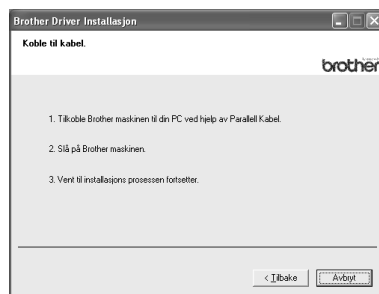 Brother Driver Installasjon
Koble til kabel.
brother
1. Tilkoble Brother maskinen til din PC ved hjelp av Parallell Kabel.
2. Slå på Brother maskinen.
3. Vent til installasjons prosessen fortsetter.
< Tilbake
Avbryt